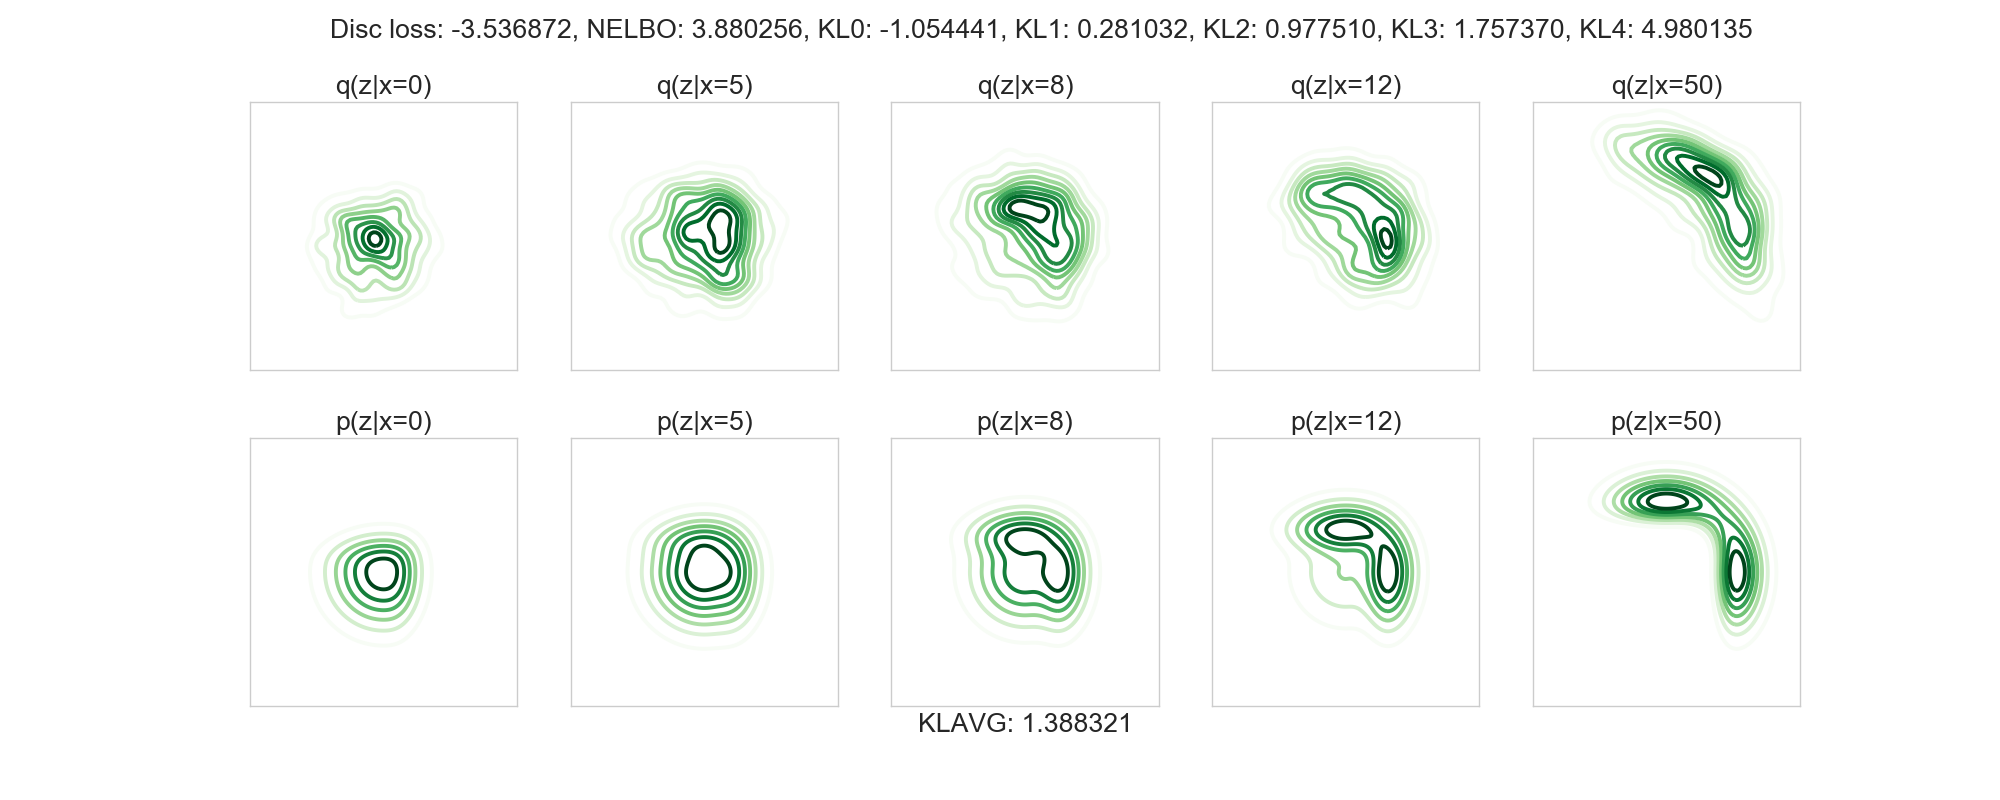 Disc loss: -3.536872, NELBO: 3.880256, KL0: -1.054441, KL1: 0.281032, KL2: 0.977510, KL3: 1.757370, KL4: 4.980135
q(z|x=0) q(z|x=5) q(z|x=8) q(z|x=12) q(z|x=50)
p(z|x=0) p(z|x=5) p(z|x=8) p(z|x=12) p(z|x=50)
KLAVG: 1.388321